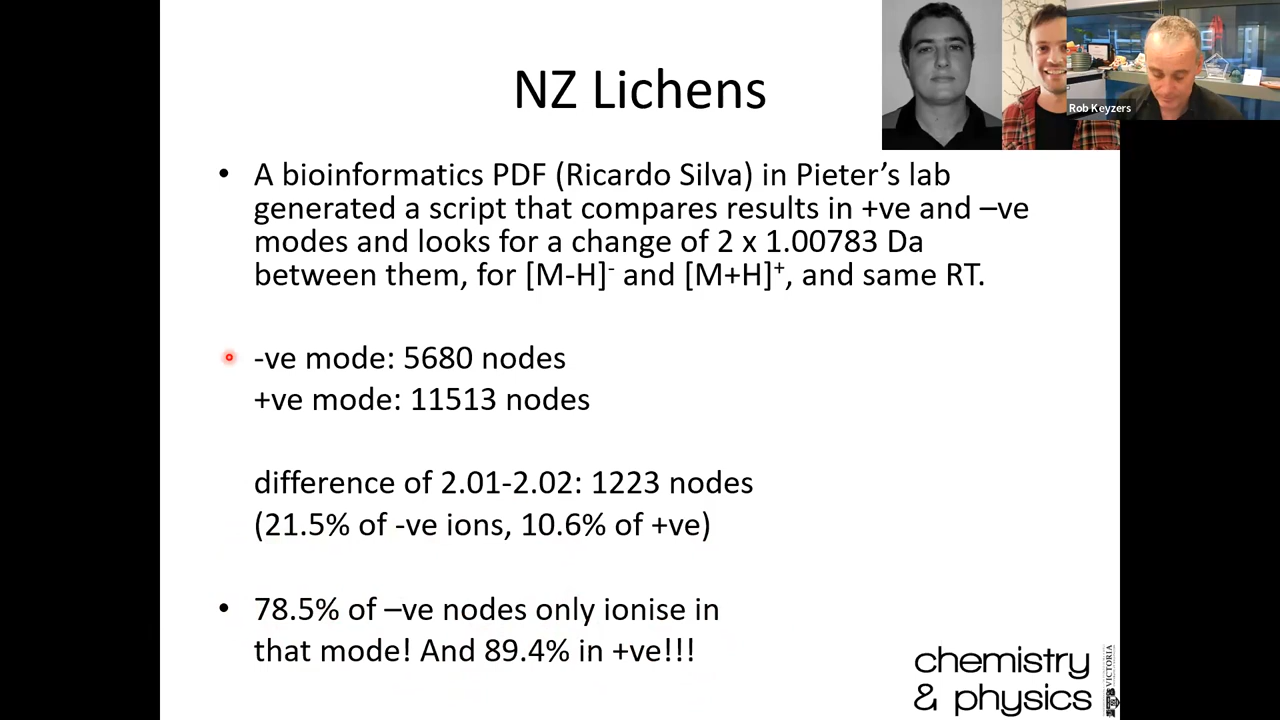 NZ Lichens
Rob Keyzers
• A bioinformatics PDF (Ricardo Silva) in Pieter’s lab
generated a script that compares results in +ve and –ve
modes and looks for a change of 2 x 1.00783 Da
between them, for [M-H]⁻ and [M+H]⁺, and same RT.
-ve mode: 5680 nodes
+ve mode: 11513 nodes
difference of 2.01-2.02: 1223 nodes
(21.5% of -ve ions, 10.6% of +ve)
• 78.5% of –ve nodes only ionise in
that mode! And 89.4% in +ve!!!
chemistry
& physics
VICTORIA